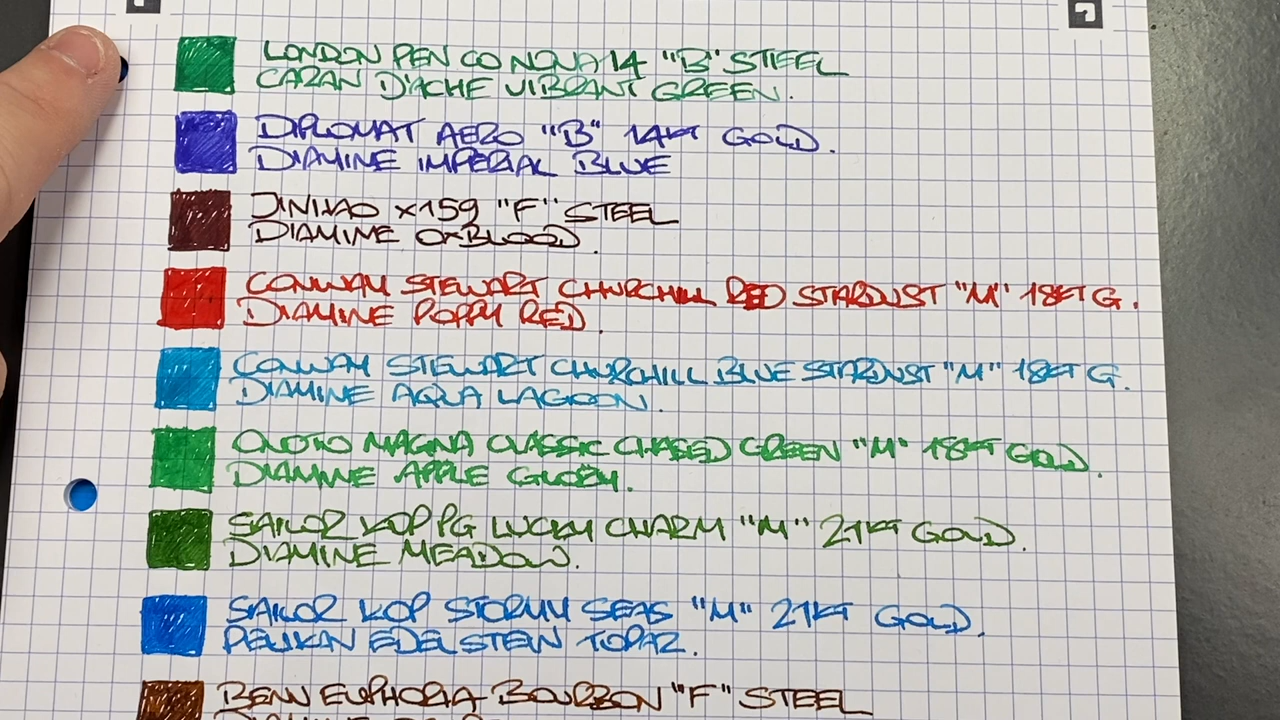 LONDON PEN CO NOVA 14 "B" STEEL
CARAN D'ACHE VIBRANT GREEN.
DIPLOMAT AERO "B" 14KT GOLD.
DIAMINE IMPERIAL BLUE
JINHAO X159 "F" STEEL
DIAMINE OXBLOOD.
CONWAY STEWART CHURCHILL RED STARDUST "M" 18KT G.
DIAMINE POPPY RED.
CONWAY STEWART CHURCHILL BLUE STARDUST "M" 18KT G.
DIAMINE AQUA LAGOON.
ONOTO MAGNA CLASSIC CHASED GREEN "M" 18KT GOLD.
DIAMINE APPLE GLORY.
SAILOR KOP PG LUCKY CHARM "M" 21KT GOLD.
DIAMINE MEADOW.
SAILOR KOP STORMY SEAS "M" 21KT GOLD.
PELIKAN EDELSTEIN TOPAZ.
BENU EUPHORIA BOURBON "F" STEEL
DIAMINE